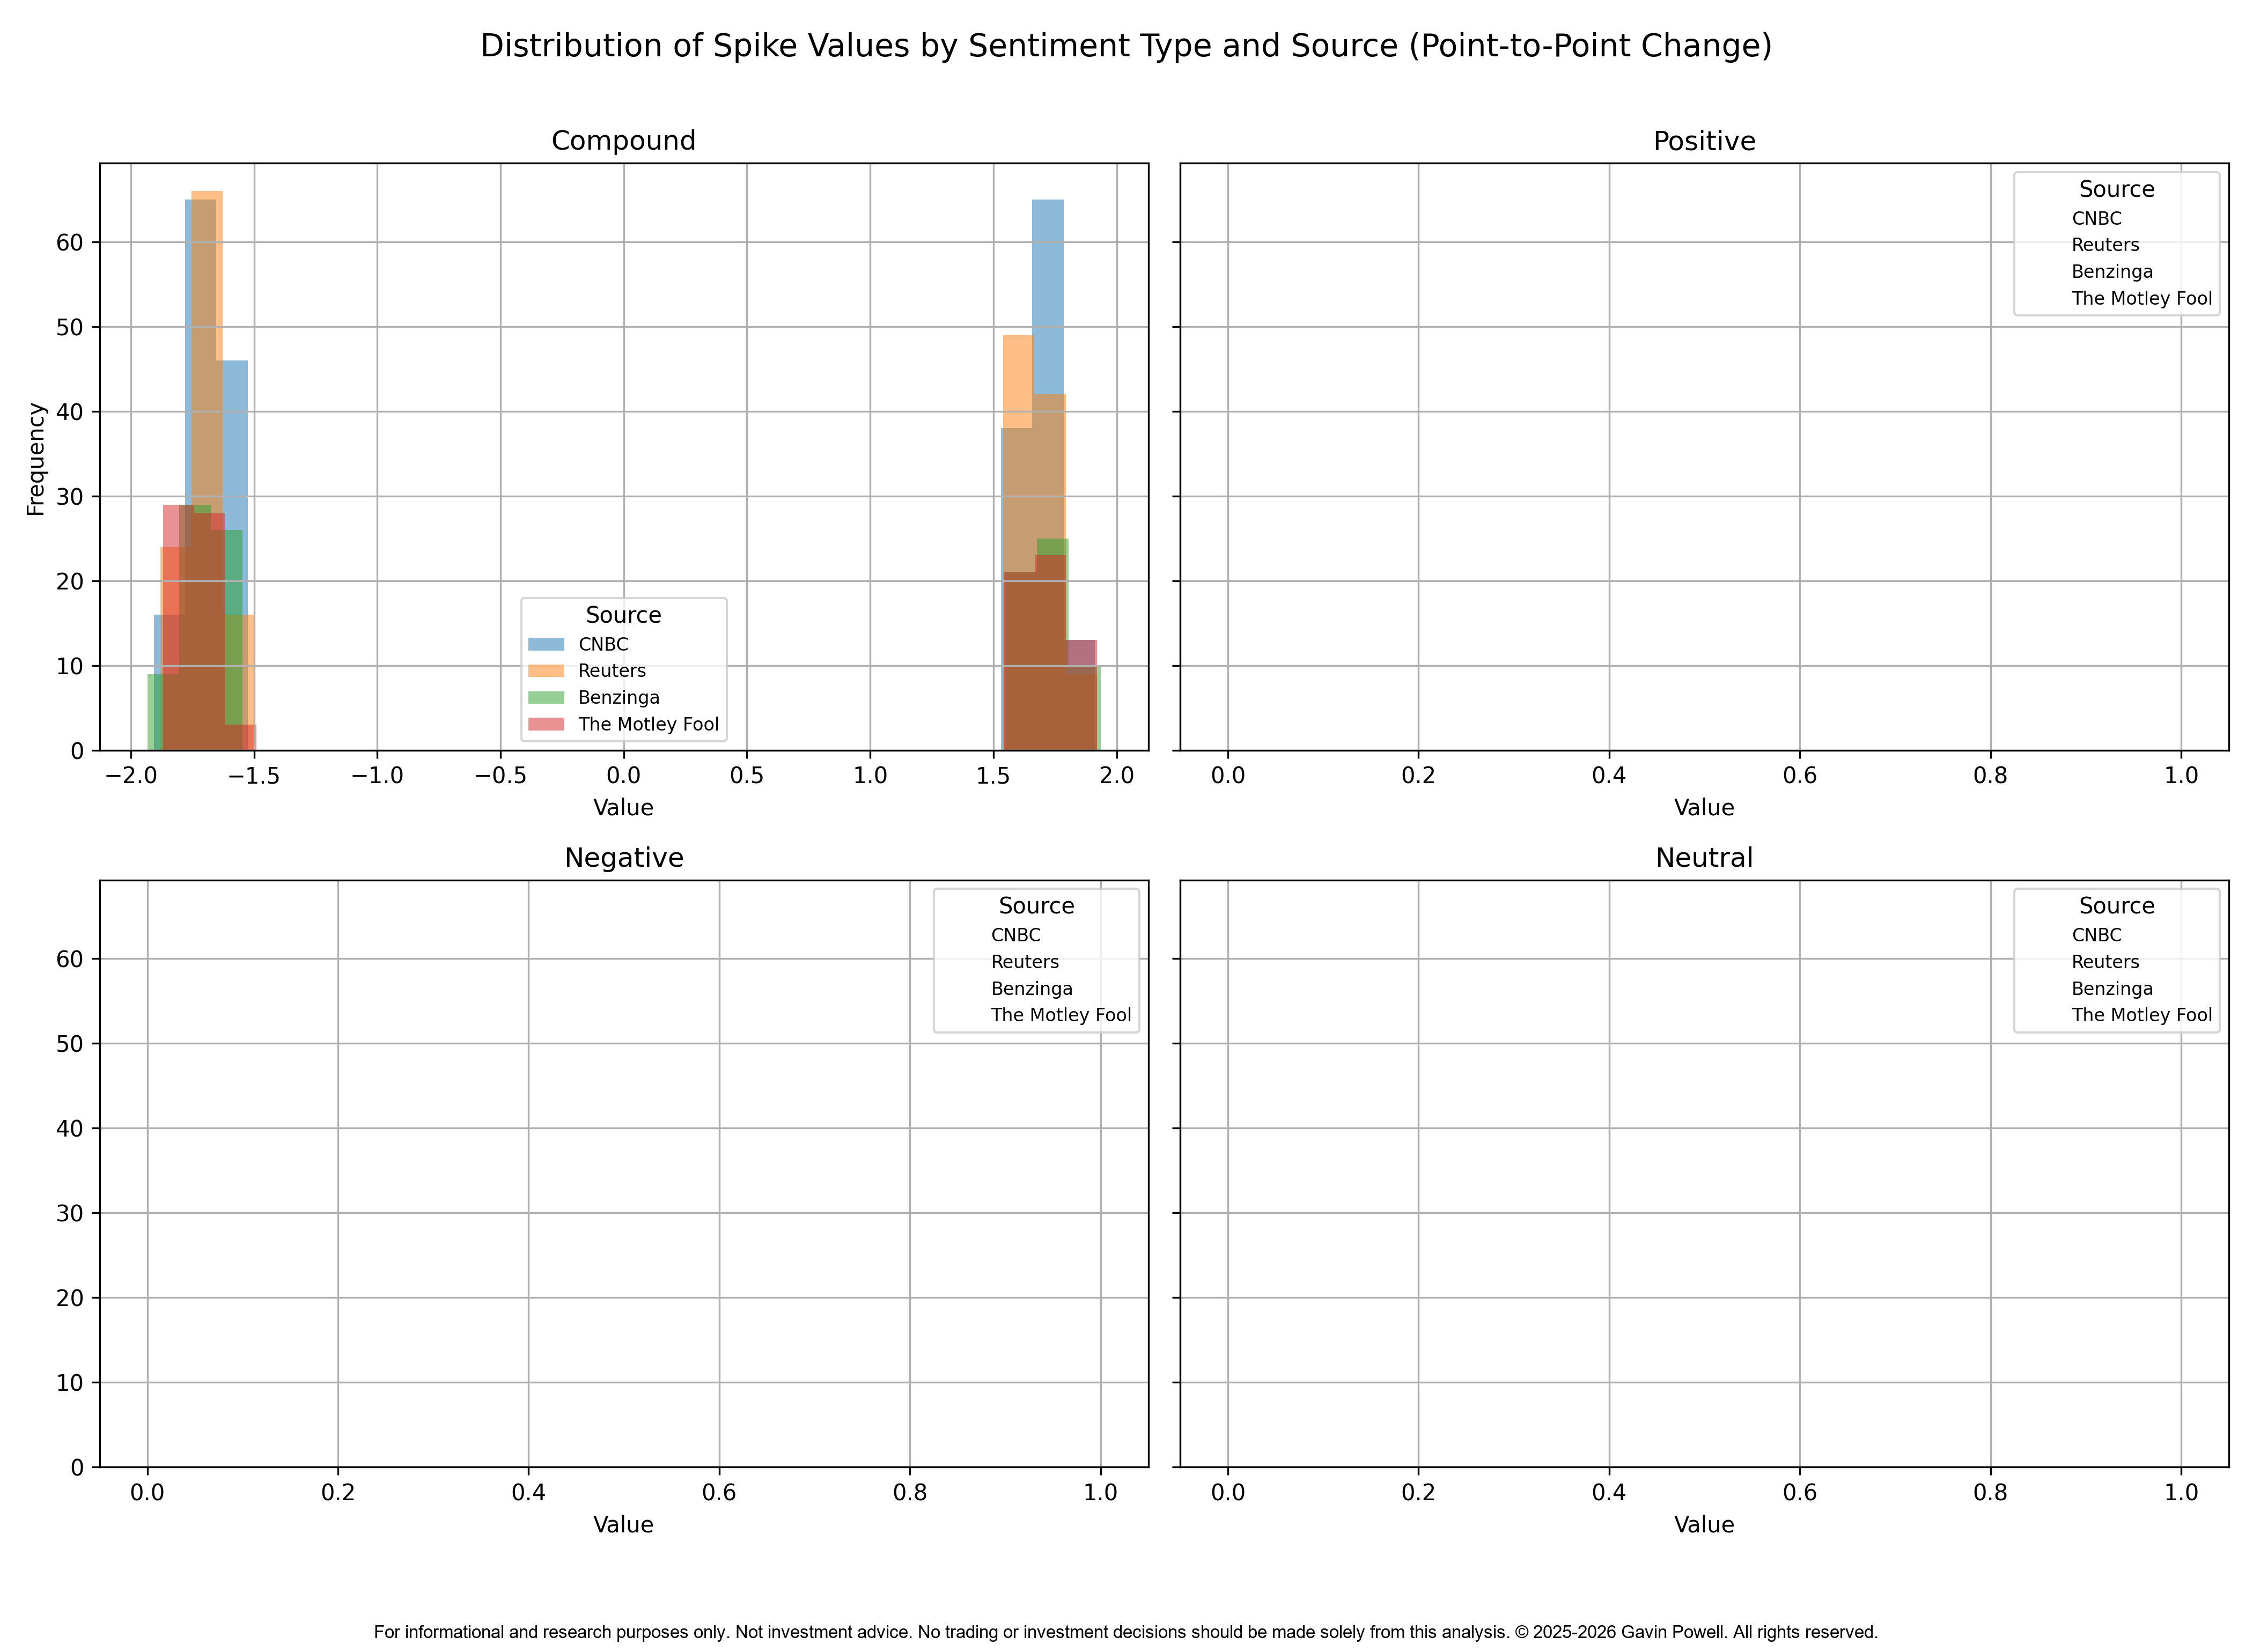 Distribution of Spike Values by Sentiment Type and Source (Point-to-Point Change)
Compound
Frequency
60
50
40
30
20
10
0
−2.0 −1.5 −1.0 −0.5 0.0 0.5 1.0 1.5 2.0
Value
Source
CNBC
Reuters
Benzinga
The Motley Fool
Positive
Source
CNBC
Reuters
Benzinga
The Motley Fool
0.0 0.2 0.4 0.6 0.8 1.0
Value
Negative
60
50
40
30
20
10
0
Source
CNBC
Reuters
Benzinga
The Motley Fool
0.0 0.2 0.4 0.6 0.8 1.0
Value
Neutral
Source
CNBC
Reuters
Benzinga
The Motley Fool
0.0 0.2 0.4 0.6 0.8 1.0
Value
For informational and research purposes only. Not investment advice. No trading or investment decisions should be made solely from this analysis. © 2025-2026 Gavin Powell. All rights reserved.